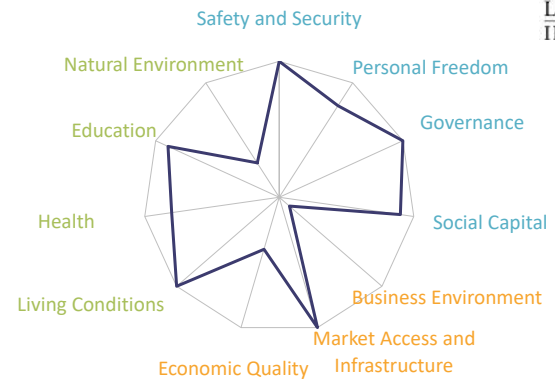 Safety and Security
Natural Environment
Personal Freedom
Education
Governance
Health
Social Capital
Living Conditions
Business Environment
Market Access and
Infrastructure
Economic Quality